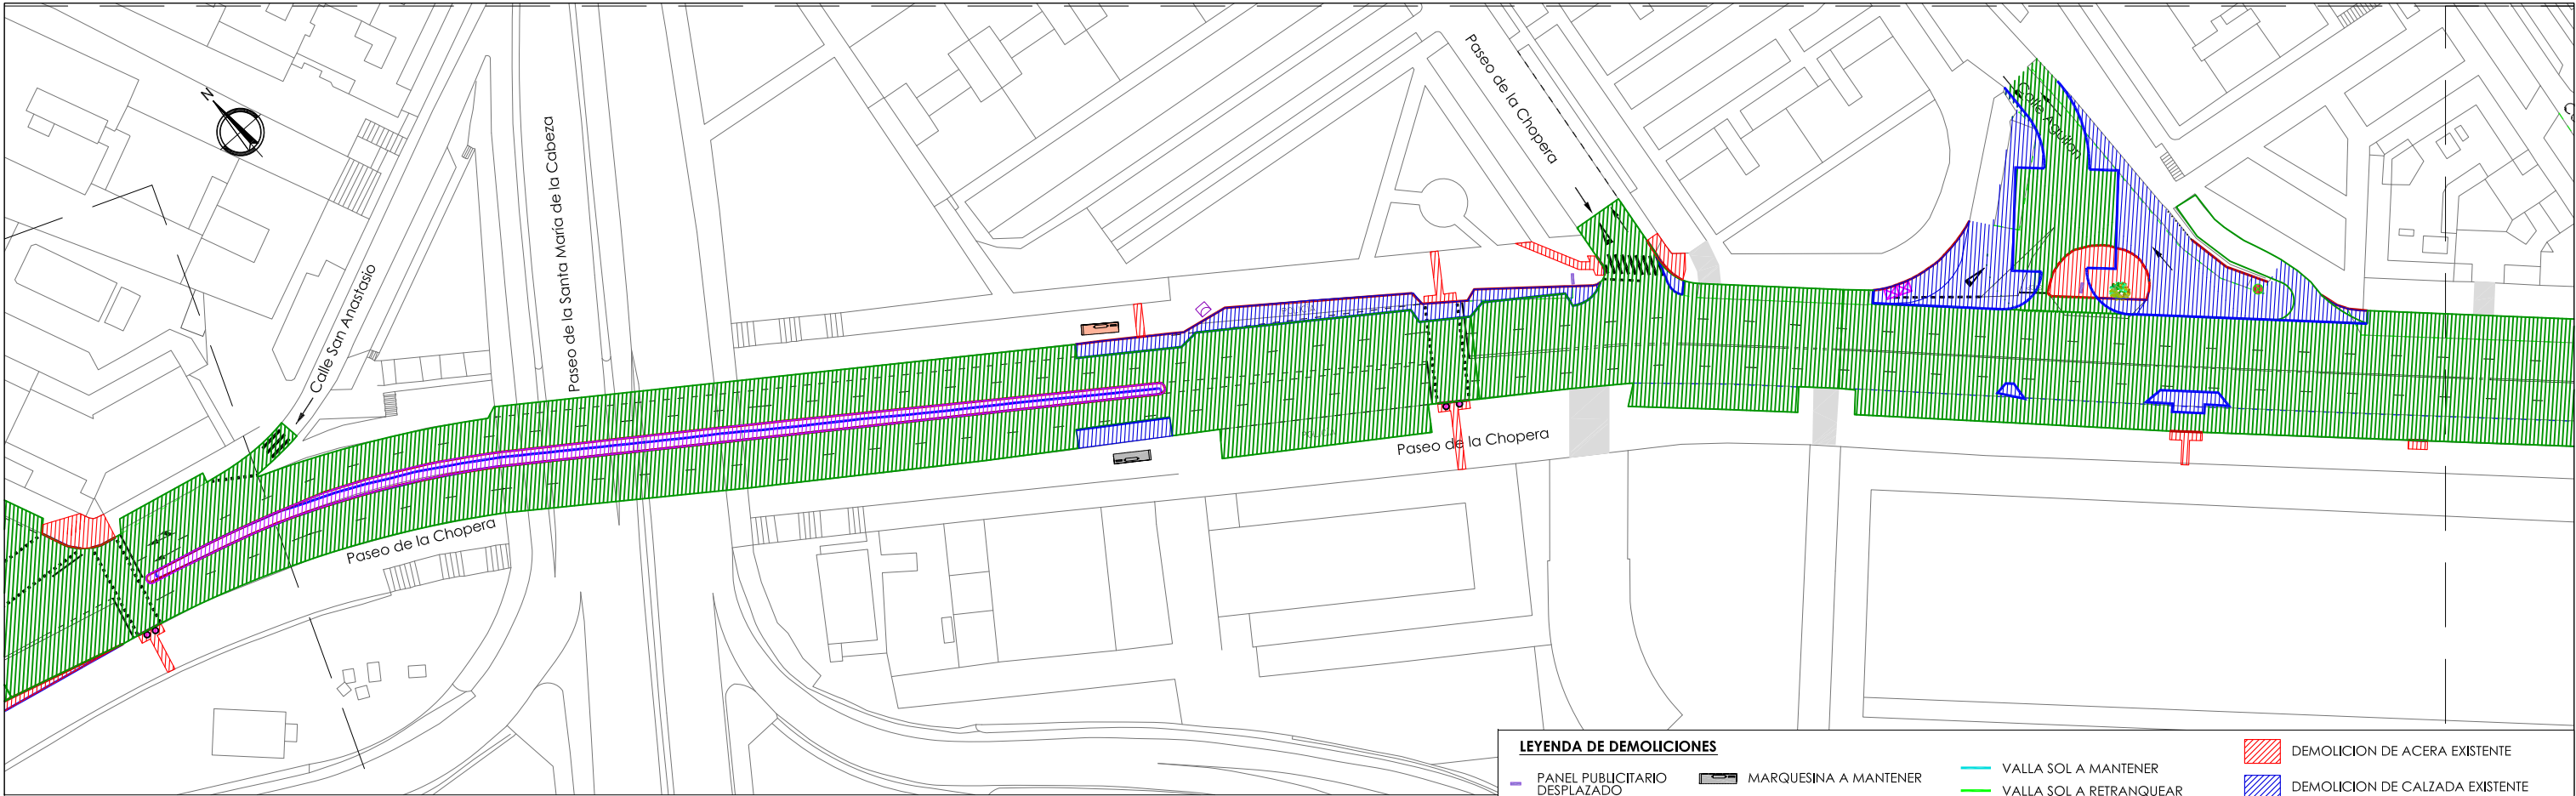 N
Calle San Anastasio
Paseo de la Santa María de la Cabeza
Paseo de la Chopera
Calle Aguilon
Paseo de la Chopera
Paseo de la Chopera
POLICIA
LEYENDA DE DEMOLICIONES
PANEL PUBLICITARIO
DESPLAZADO
MARQUESINA A MANTENER
VALLA SOL A MANTENER
VALLA SOL A RETRANQUEAR
DEMOLICION DE ACERA EXISTENTE
DEMOLICION DE CALZADA EXISTENTE